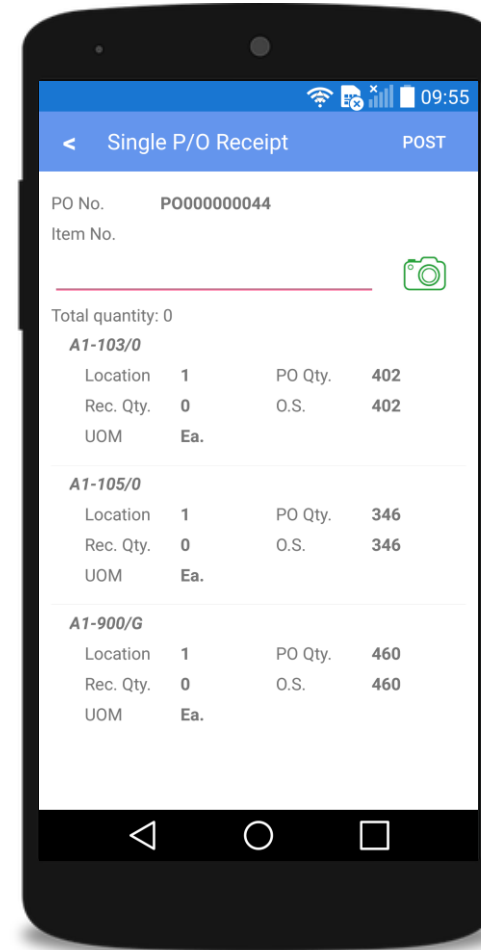 09:55
< Single P/O Receipt POST
PO No. PO000000044
Item No.
Total quantity: 0
A1-103/0
Location 1 PO Qty. 402
Rec. Qty. 0 O.S. 402
UOM Ea.
A1-105/0
Location 1 PO Qty. 346
Rec. Qty. 0 O.S. 346
UOM Ea.
A1-900/G
Location 1 PO Qty. 460
Rec. Qty. 0 O.S. 460
UOM Ea.